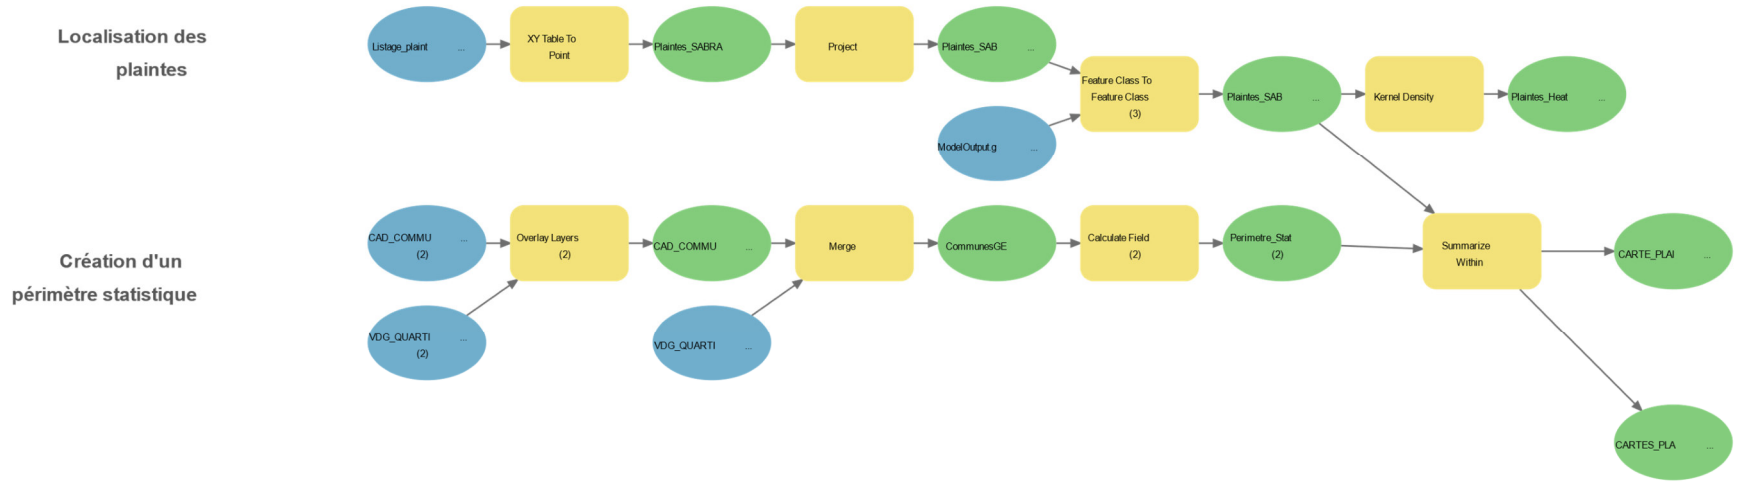 Localisation des
plaintes
Listage_plaint ...
XY Table To
Point
Plaintes_SABRA
Project
Plaintes_SAB ...
ModelOutput.g ...
Feature Class To
Feature Class
(3)
Plaintes_SAB ...
Kernel Density
Plaintes_Heat ...
Création d'un
périmètre statistique
CAD_COMMU ...
(2)
VDG_QUARTI ...
(2)
Overlay Layers
(2)
CAD_COMMU ...
VDG_QUARTI ...
Merge
CommunesGE
Calculate Field
(2)
Perimetre_Stat
(2)
Summarize
Within
CARTE_PLAI ...
CARTES_PLA ...